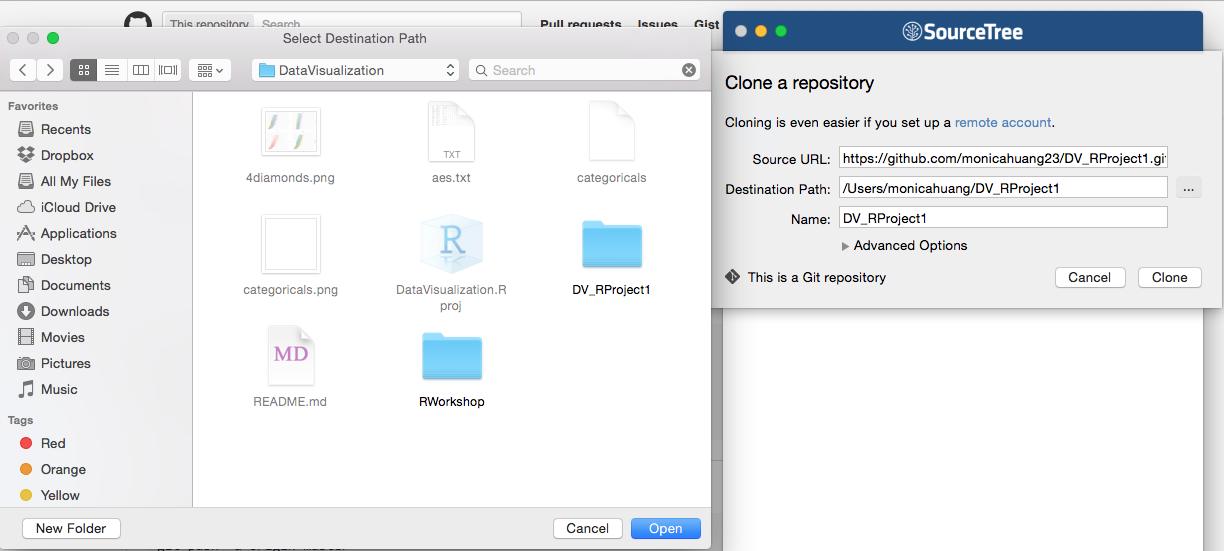 This repository
Search
Pull requests Issues Gist
Select Destination Path
DataVisualization
Search
Favorites
Recents
Dropbox
All My Files
iCloud Drive
Applications
Desktop
Documents
Downloads
Movies
Pictures
Music
Tags
Red
Orange
Yellow
4diamonds.png
TXT
aes.txt
categoricals
categoricals.png
R
DataVisualization.R
proj
DV_RProject1
MD
README.md
RWorkshop
New Folder
Cancel
Open
SourceTree
Clone a repository
Cloning is even easier if you set up a remote account.
Source URL: https://github.com/monicahuang23/DV_RProject1.gi
Destination Path: /Users/monicahuang/DV_RProject1
...
Name: DV_RProject1
Advanced Options
This is a Git repository
Cancel
Clone